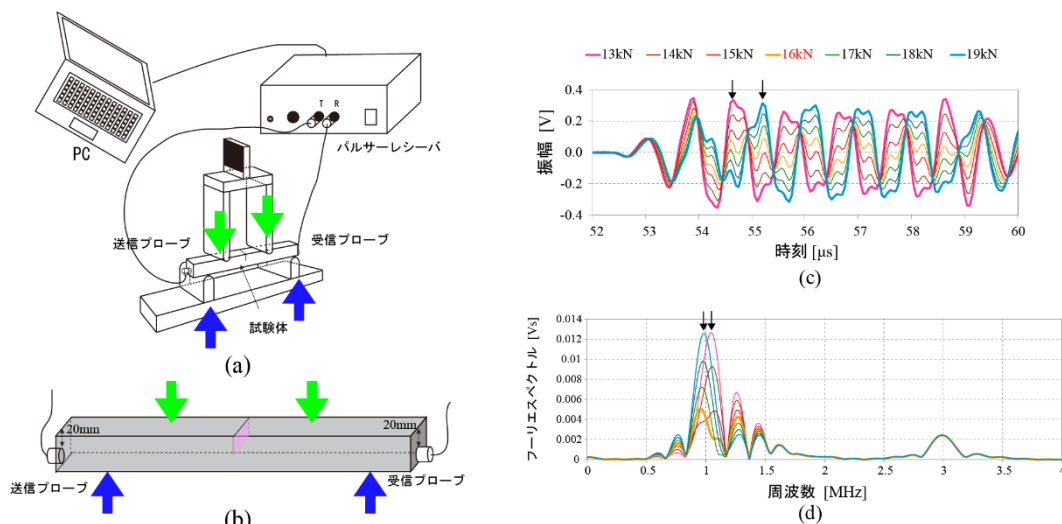 PC
T R
パルサーレシーバ
送信プローブ
受信プローブ
試験体
(a)
20mm
20mm
送信プローブ
受信プローブ
(b)
13kN 14kN 15kN 16kN 17kN 18kN 19kN
振幅 [V]
0.4
0.2
0.0
-0.2
-0.4
52 53 54 55 56 57 58 59 60
時刻 [μs]
(c)
フーリエスペクトル [Vs]
0.014
0.012
0.01
0.008
0.006
0.004
0.002
0
0 0.5 1 1.5 2 2.5 3 3.5 4
周波数 [MHz]
(d)